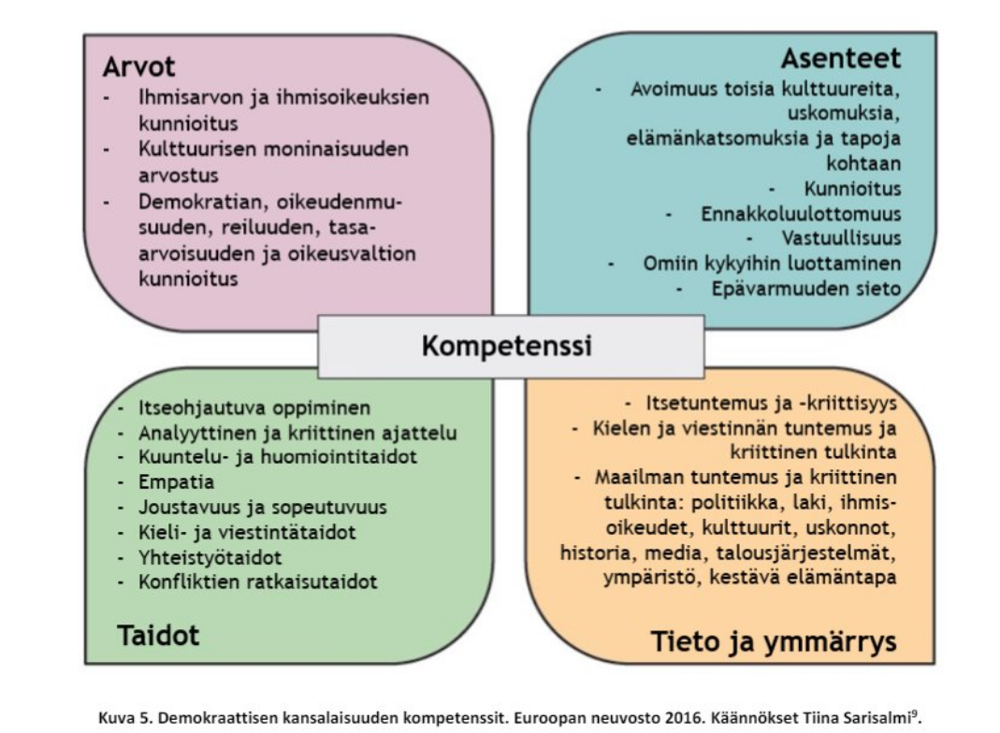 Arvot
- Ihmisarvon ja ihmisoikeuksien
kunnioitus
- Kulttuurisen moninaisuuden
arvostus
- Demokratian, oikeudenmu-
suuden, reiluuden, tasa-
arvoisuuden ja oikeusvaltion
kunnioitus
Asenteet
- Avoimuus toisia kulttuureita,
uskomuksia,
elämänkatsomuksia ja tapoja
kohtaan
- Kunnioitus
- Ennakkoluulottomuus
- Vastuullisuus
- Omiin kykyihin luottaminen
- Epävarmuuden sieto
Kompetenssi
- Itseohjautuva oppiminen
- Analyyttinen ja kriittinen ajattelu
- Kuuntelu- ja huomiointitaidot
- Empatia
- Joustavuus ja sopeutuvuus
- Kieli- ja viestintätaidot
- Yhteistyötaidot
- Konfliktien ratkaisutaidot
Taidot
- Itsetuntemus ja -kriittisyys
- Kielen ja viestinnän tuntemus ja
kriittinen tulkinta
- Maailman tuntemus ja kriittinen
tulkinta: politiikka, laki, ihmis-
oikeudet, kulttuurit, uskonnot,
historia, media, talousjärjestelmät,
ympäristö, kestävä elämäntapa
Tieto ja ymmärrys
Kuva 5. Demokraattisen kansalaisuuden kompetenssit. Euroopan neuvosto 2016. Käännökset Tiina Sarisalmi⁹.